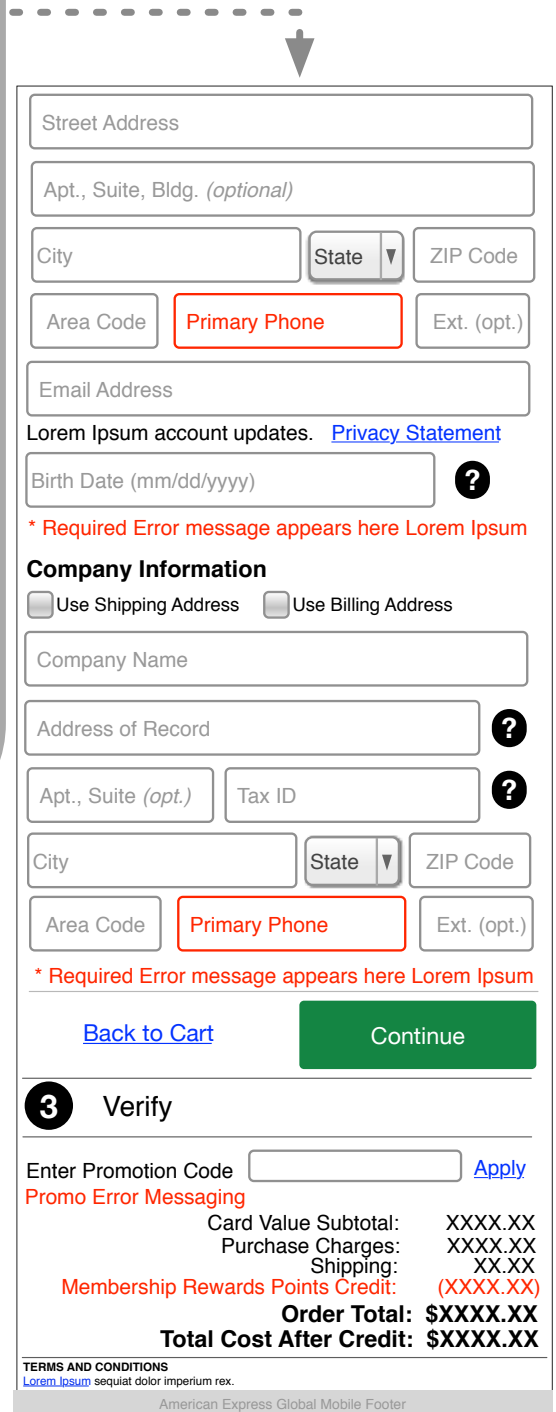 Street Address
Apt., Suite, Bldg. (optional)
City State ▼ ZIP Code
Area Code Primary Phone Ext. (opt.)
Email Address
Lorem Ipsum account updates. Privacy Statement
Birth Date (mm/dd/yyyy) ?
* Required Error message appears here Lorem Ipsum
Company Information
Use Shipping Address Use Billing Address
Company Name
Address of Record ?
Apt., Suite (opt.) Tax ID ?
City State ▼ ZIP Code
Area Code Primary Phone Ext. (opt.)
* Required Error message appears here Lorem Ipsum
Back to Cart Continue
3 Verify
Enter Promotion Code Apply
Promo Error Messaging
Card Value Subtotal: XXXX.XX
Purchase Charges: XXXX.XX
Shipping: XX.XX
Membership Rewards Points Credit: (XXXX.XX)
Order Total: $XXXX.XX
Total Cost After Credit: $XXXX.XX
TERMS AND CONDITIONS
Lorem Ipsum sequiat dolor imperium rex.
American Express Global Mobile Footer